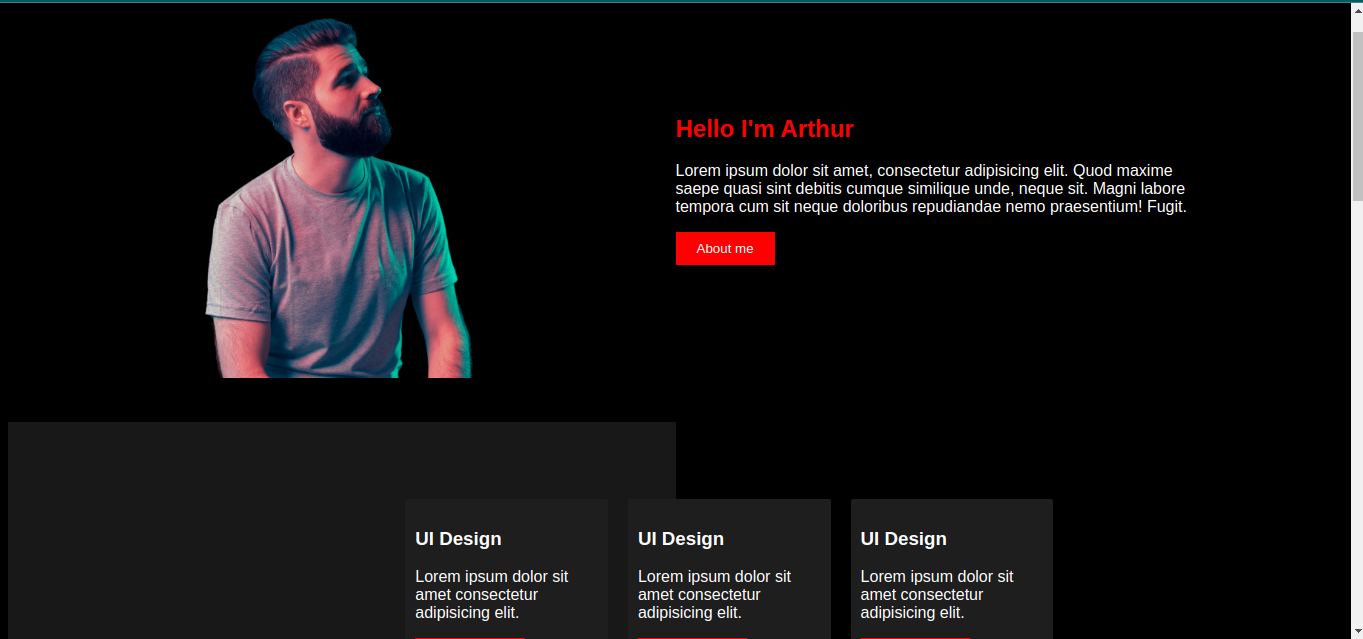 Hello I'm Arthur
Lorem ipsum dolor sit amet, consectetur adipisicing elit. Quod maxime
saepe quasi sint debitis cumque similique unde, neque sit. Magni labore
tempora cum sit neque doloribus repudiandae nemo praesentium! Fugit.
About me
UI Design
Lorem ipsum dolor sit
amet consectetur
adipisicing elit.
UI Design
Lorem ipsum dolor sit
amet consectetur
adipisicing elit.
UI Design
Lorem ipsum dolor sit
amet consectetur
adipisicing elit.